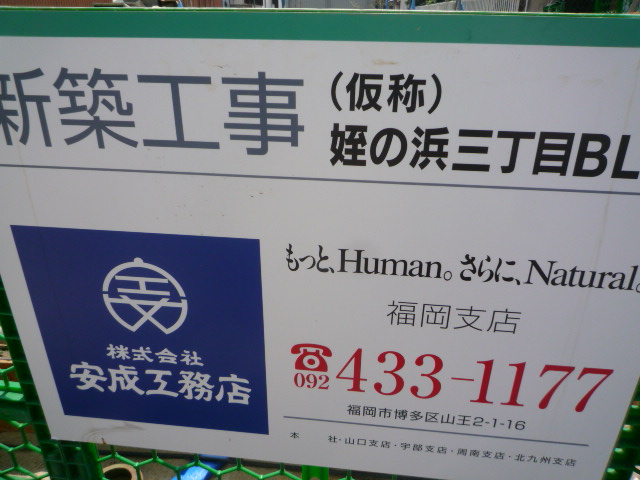 新築工事
（仮称）
姪の浜三丁目BL
もっと、Human。さらに、Natural。
福岡支店
株式会社
安成工務店
☎092 433-1177
福岡市博多区山王2-1-16
本 社・山口支店・宇部支店・周南支店・北九州支店